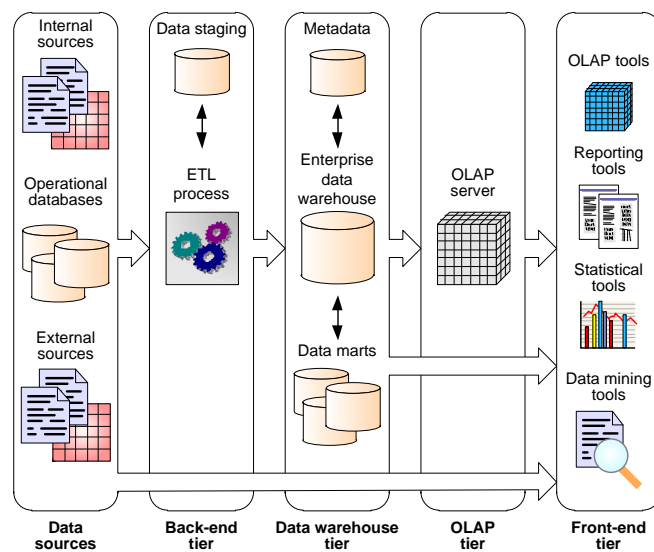 Internal
sources
Operational
databases
External
sources
Data
sources
Data staging
ETL
process
Back-end
tier
Metadata
Enterprise
data
warehouse
Data marts
Data warehouse
tier
OLAP
server
OLAP
tier
OLAP tools
Reporting
tools
Statistical
tools
Data mining
tools
Front-end
tier